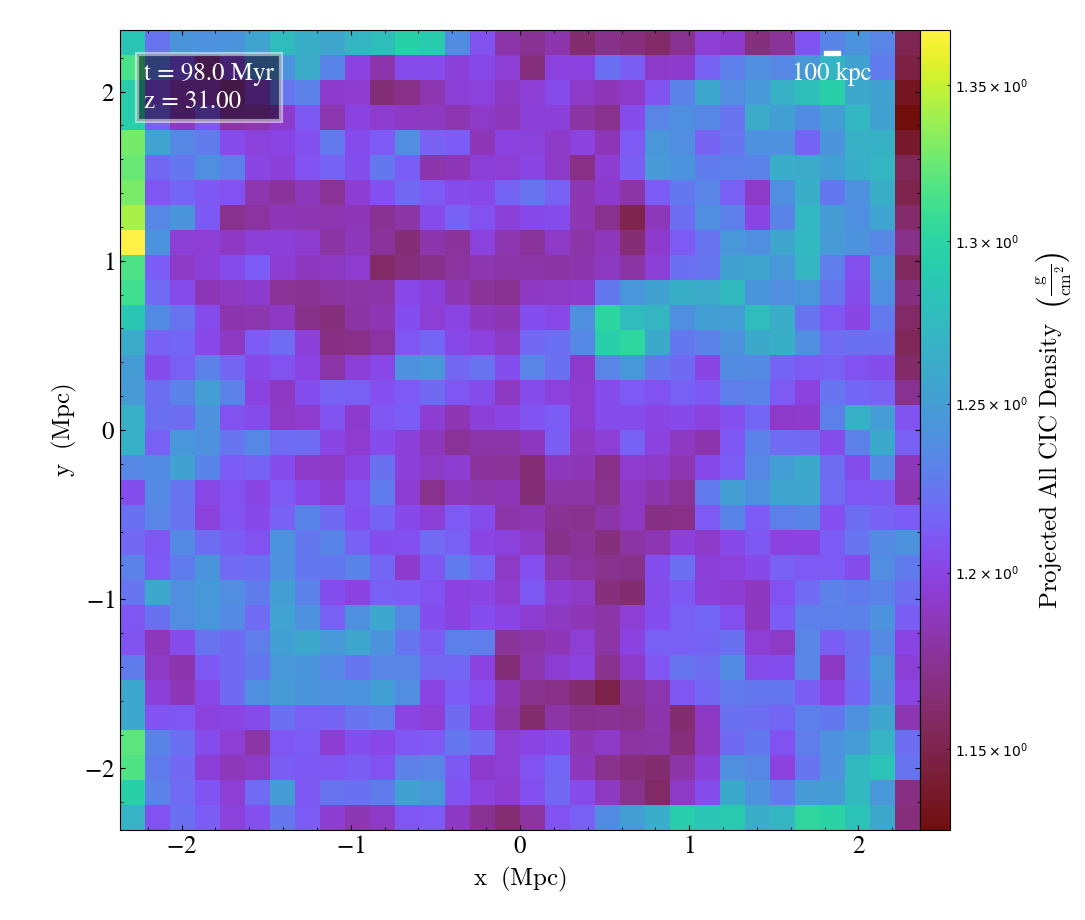 t = 98.0 Myr
z = 31.00
100 kpc
2
1
0
−1
−2
y (Mpc)
−2
−1
0
1
2
x (Mpc)
1.35 × 10⁰
1.3 × 10⁰
1.25 × 10⁰
1.2 × 10⁰
1.15 × 10⁰
Projected All CIC Density (g/cm²)